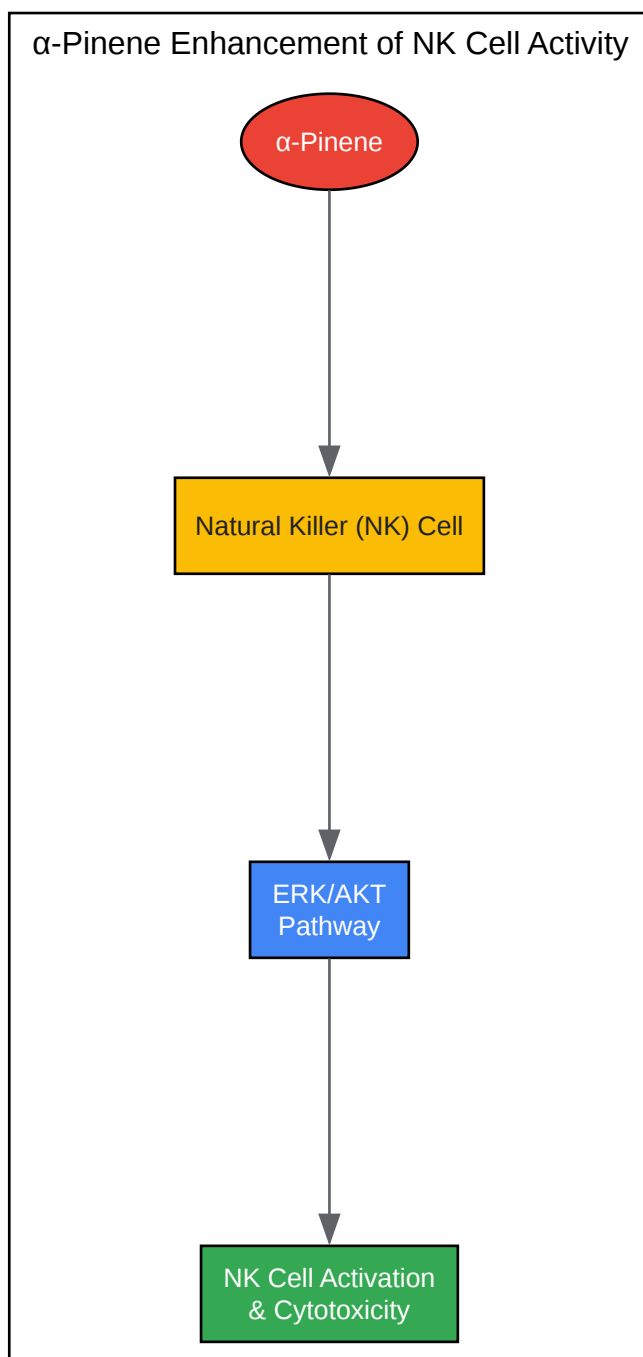 α-Pinene Enhancement of NK Cell Activity
α-Pinene
Natural Killer (NK) Cell
ERK/AKT
Pathway
NK Cell Activation
& Cytotoxicity